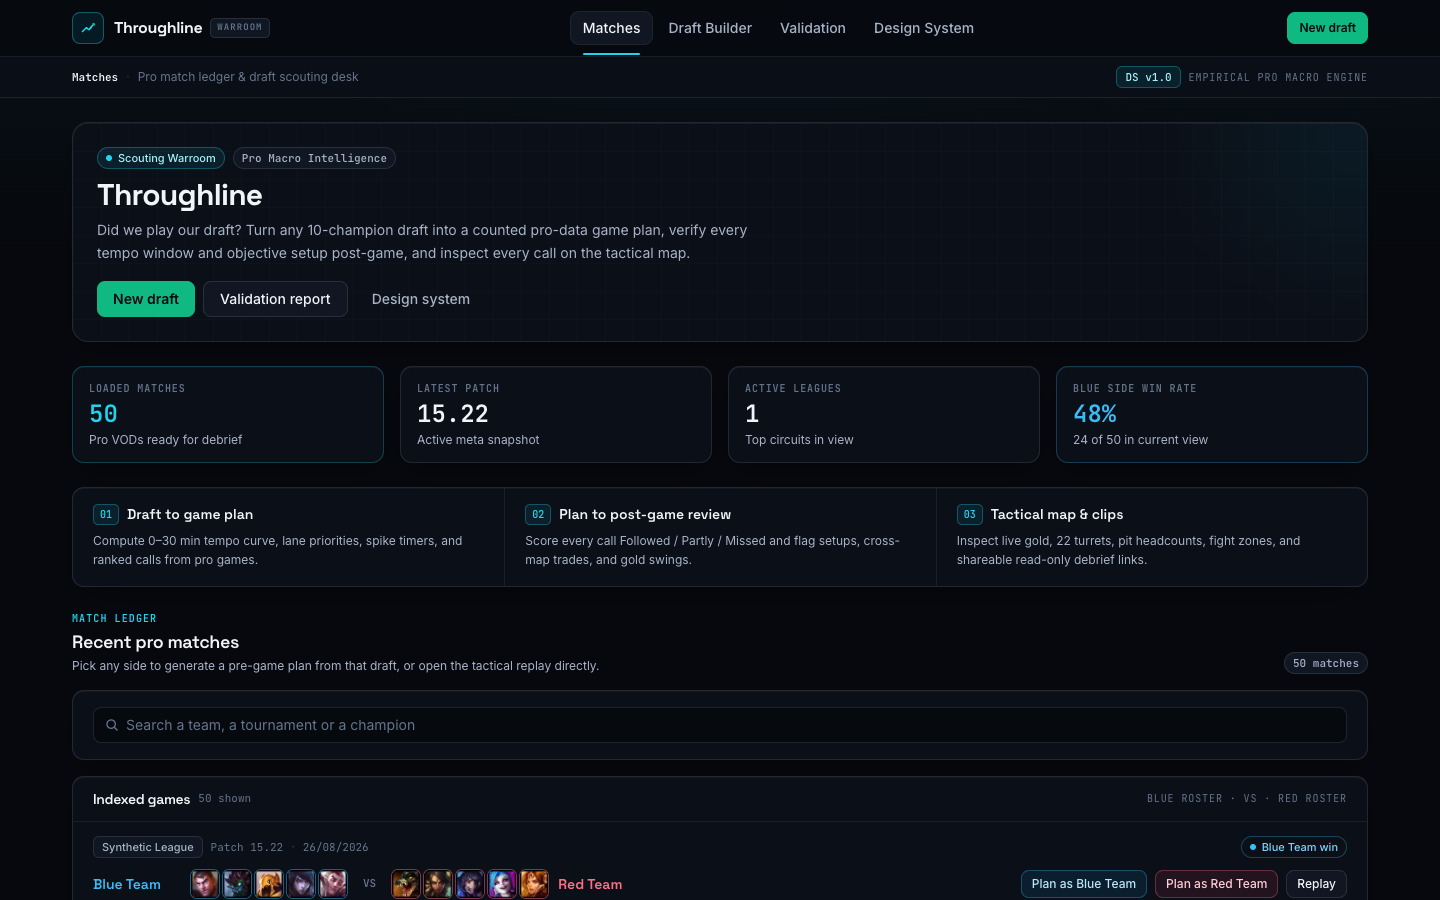 Throughline WARROOM Matches Draft Builder Validation Design System New draft
Matches · Pro match ledger & draft scouting desk DS v1.0 EMPIRICAL PRO MACRO ENGINE
Scouting Warroom Pro Macro Intelligence
Throughline
Did we play our draft? Turn any 10-champion draft into a counted pro-data game plan, verify every
tempo window and objective setup post-game, and inspect every call on the tactical map.
New draft Validation report Design system
LOADED MATCHES
50
Pro VODs ready for debrief
LATEST PATCH
15.22
Active meta snapshot
ACTIVE LEAGUES
1
Top circuits in view
BLUE SIDE WIN RATE
48%
24 of 50 in current view
01 Draft to game plan
Compute 0–30 min tempo curve, lane priorities, spike timers, and
ranked calls from pro games.
02 Plan to post-game review
Score every call Followed / Partly / Missed and flag setups, cross-
map trades, and gold swings.
03 Tactical map & clips
Inspect live gold, 22 turrets, pit headcounts, fight zones, and
shareable read-only debrief links.
MATCH LEDGER
Recent pro matches
Pick any side to generate a pre-game plan from that draft, or open the tactical replay directly.
50 matches
Search a team, a tournament or a champion
Indexed games 50 shown BLUE ROSTER · VS · RED ROSTER
Synthetic League Patch 15.22 · 26/08/2026 Blue Team win
Blue Team VS Red Team Plan as Blue Team Plan as Red Team Replay